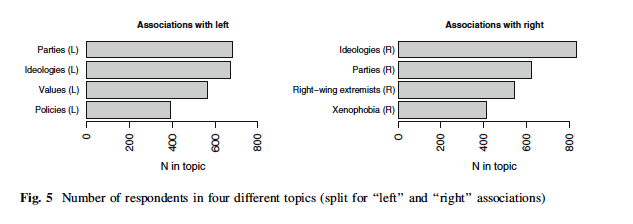 Associations with left
Parties (L)
Ideologies (L)
Values (L)
Policies (L)
0 200 400 600 800
N in topic
Associations with right
Ideologies (R)
Parties (R)
Right−wing extremists (R)
Xenophobia (R)
0 200 400 600 800
N in topic
Fig. 5 Number of respondents in four different topics (split for “left” and “right” associations)